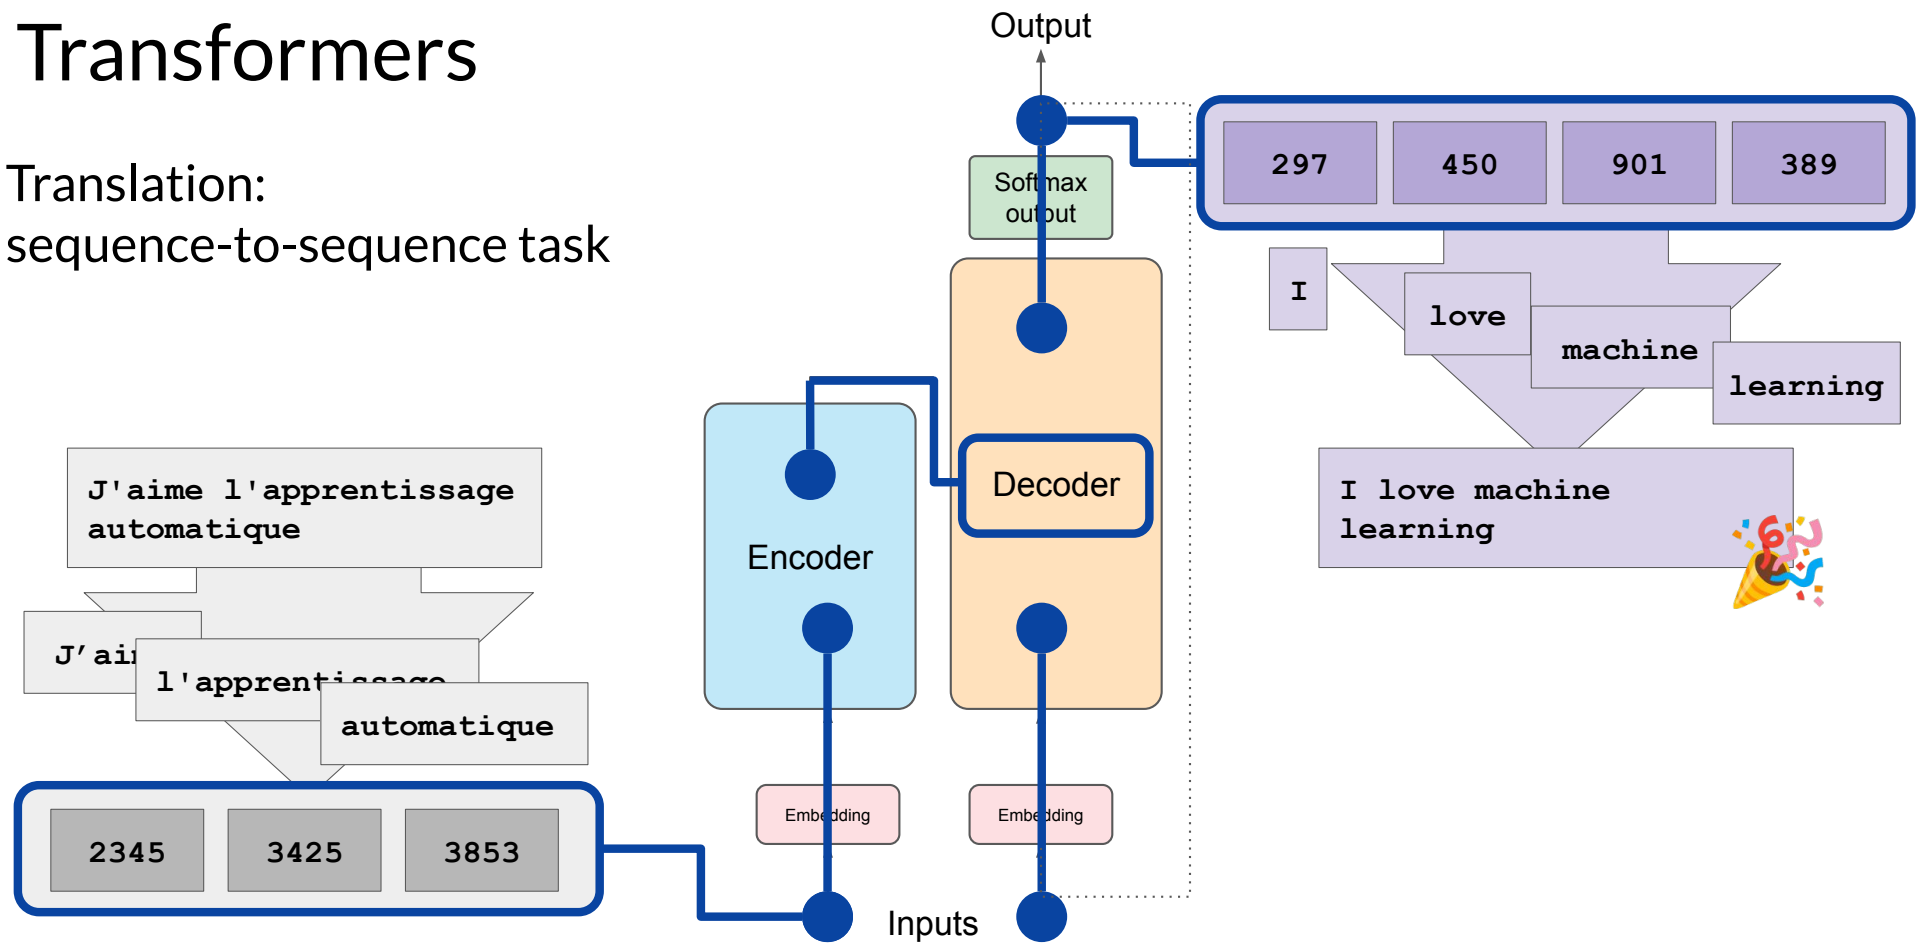 Transformers
Translation:
sequence-to-sequence task
Output
Softmax
output
297 450 901 389
I
love
machine
learning
I love machine
learning
Decoder
Encoder
J'aime l'apprentissage
automatique
l'apprentissage
automatique
Embedding
Embedding
2345 3425 3853
Inputs